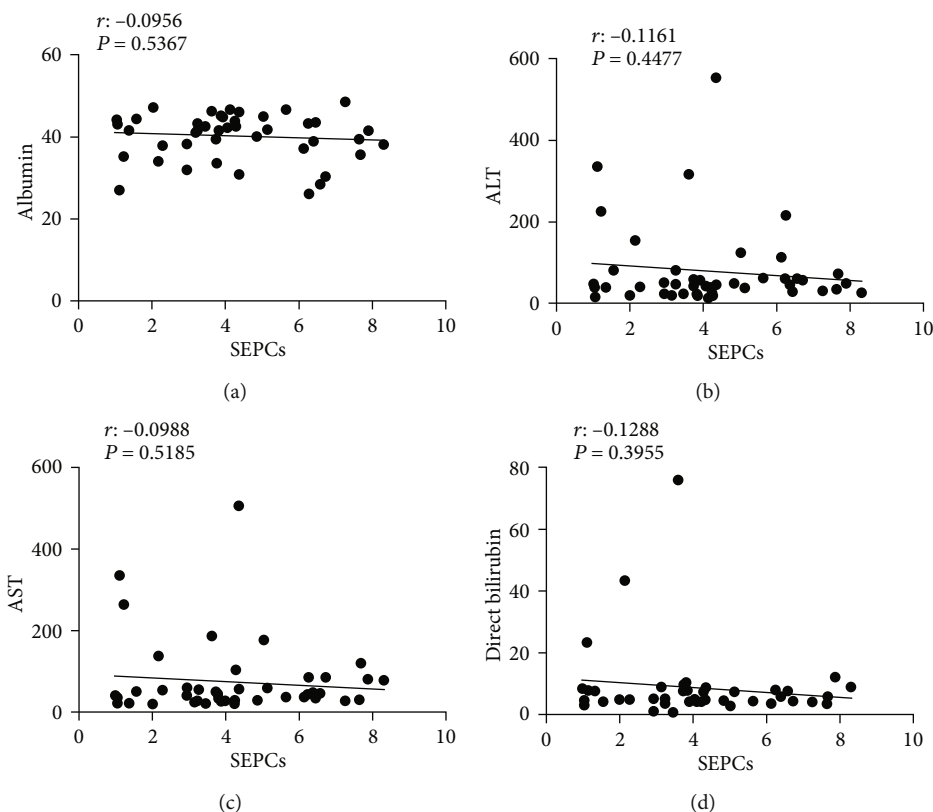 r: –0.0956
P = 0.5367
60
40
20
0
Albumin
0 2 4 6 8 10
SEPCs
(a)
r: –0.1161
P = 0.4477
600
400
200
0
ALT
0 2 4 6 8 10
SEPCs
(b)
r: –0.0988
P = 0.5185
600
400
200
0
AST
0 2 4 6 8 10
SEPCs
(c)
r: –0.1288
P = 0.3955
80
60
40
20
0
Direct bilirubin
0 2 4 6 8 10
SEPCs
(d)